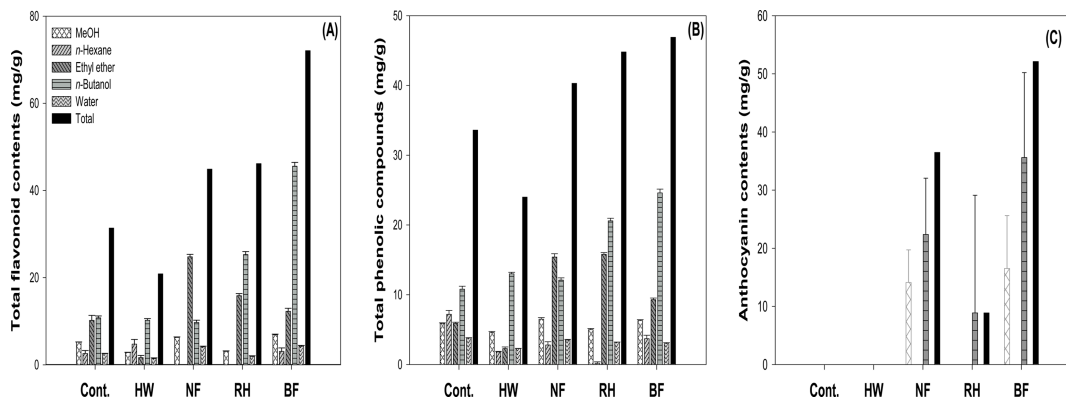 (A)
Total flavonoid contents (mg/g)
80
60
40
20
0
MeOH
n-Hexane
Ethyl ether
n-Butanol
Water
Total
Cont. HW NF RH BF
(B)
Total phenolic compounds (mg/g)
50
40
30
20
10
0
Cont. HW NF RH BF
(C)
Anthocyanin contents (mg/g)
60
50
40
30
20
10
0
Cont. HW NF RH BF